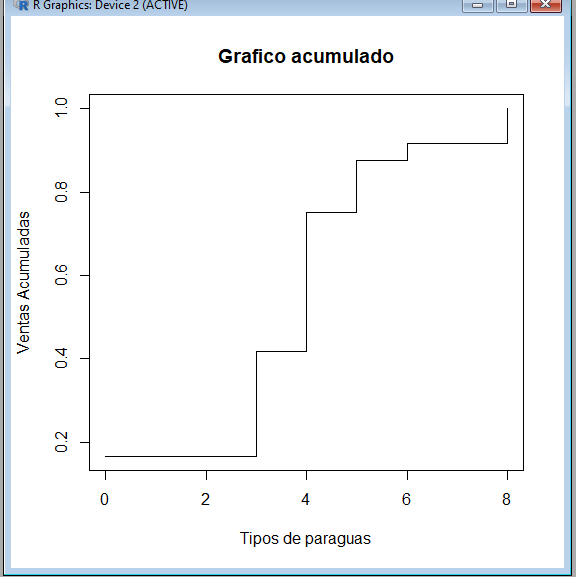 R Graphics: Device 2 (ACTIVE)
Grafico acumulado
Ventas Acumuladas
1.0
0.8
0.6
0.4
0.2
0 2 4 6 8
Tipos de paraguas